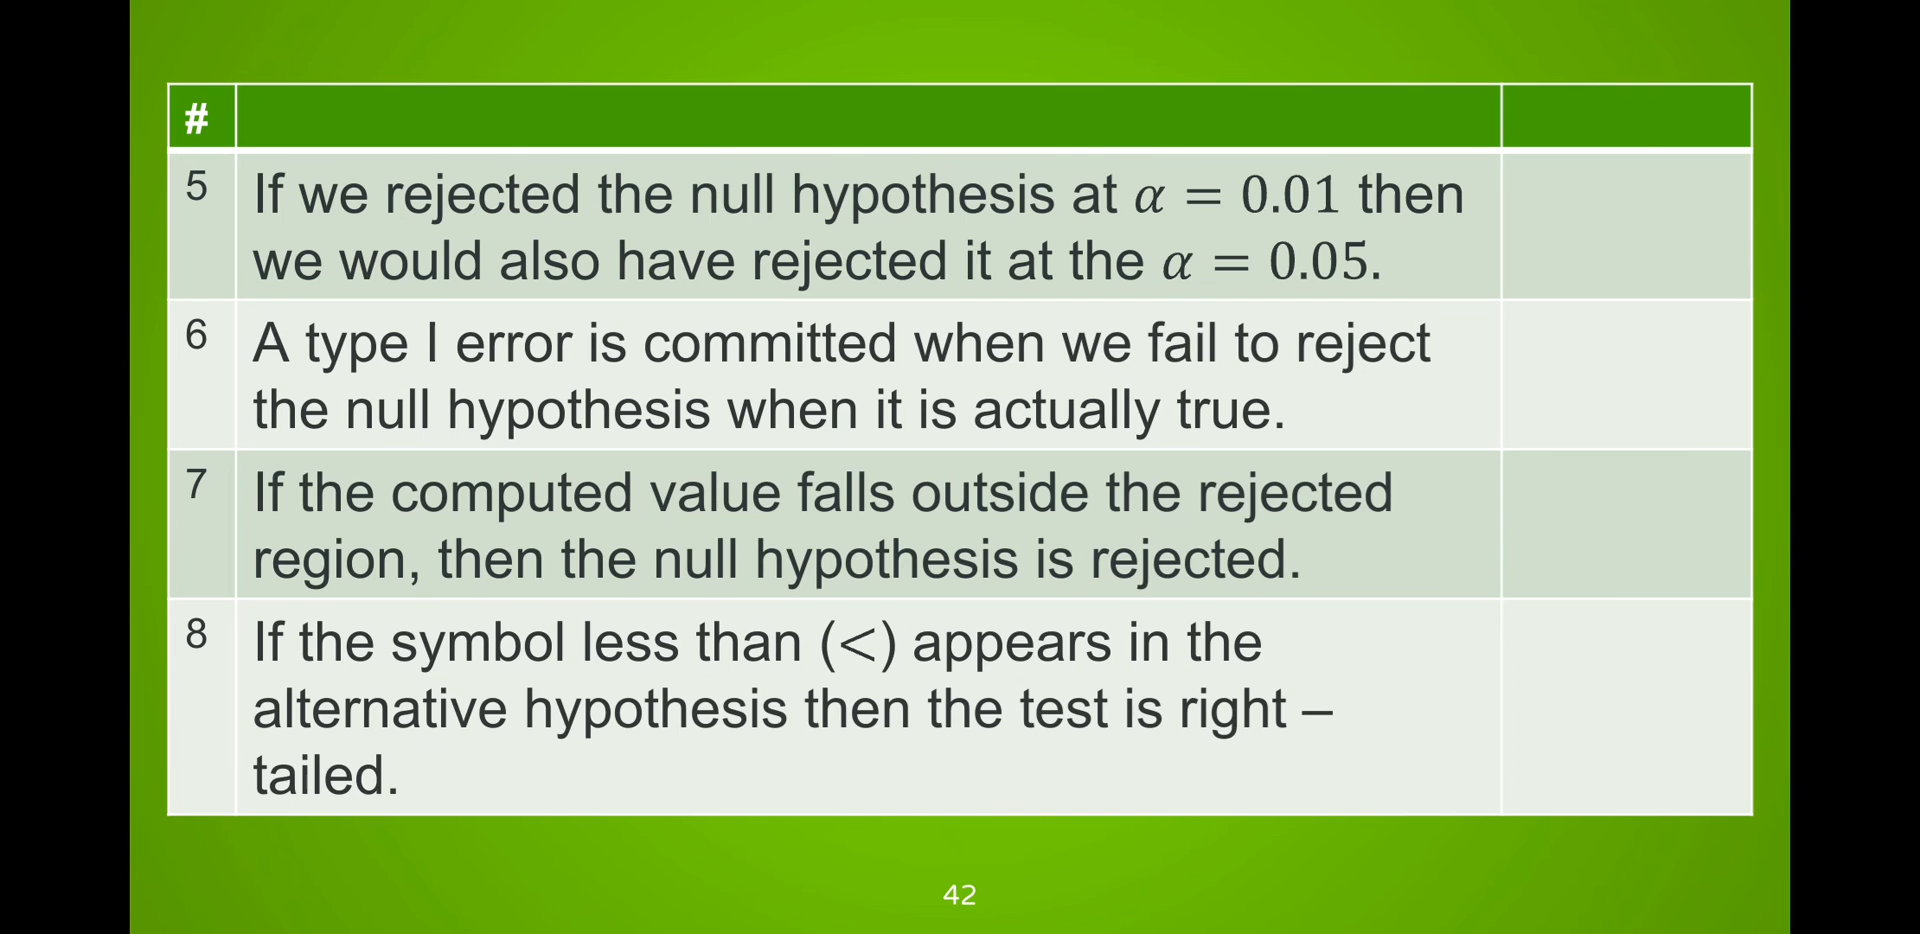 #
5
If we rejected the null hypothesis at α = 0.01 then
we would also have rejected it at the α = 0.05.
6
A type I error is committed when we fail to reject
the null hypothesis when it is actually true.
7
If the computed value falls outside the rejected
region, then the null hypothesis is rejected.
8
If the symbol less than (<) appears in the
alternative hypothesis then the test is right –
tailed.
42